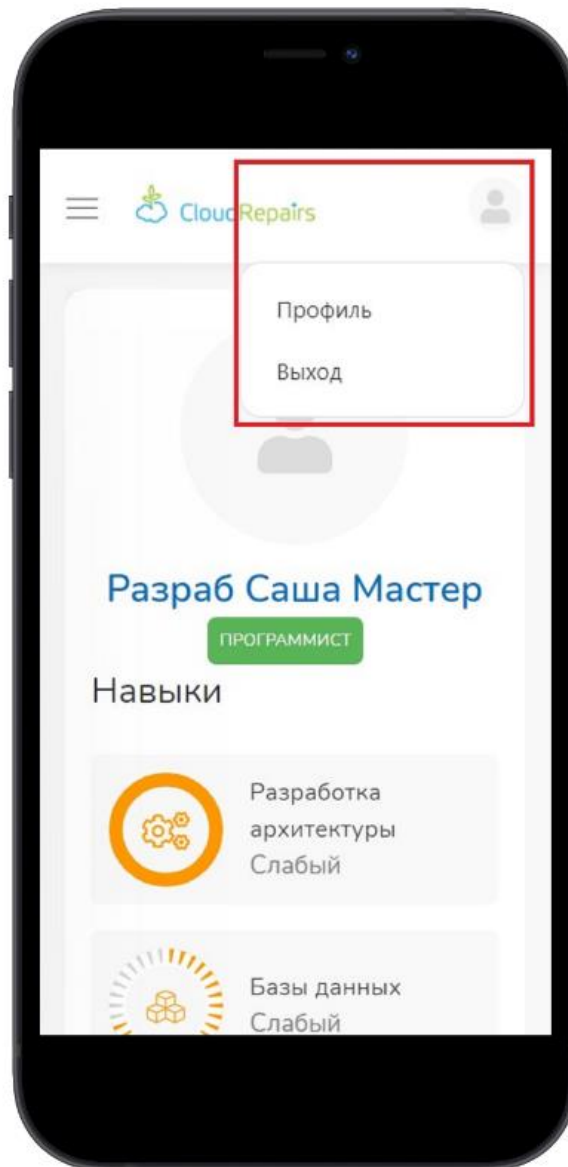 CloudRepairs
Профиль
Выход
Разраб Саша Мастер
ПРОГРАММИСТ
Навыки
Разработка
архитектуры
Слабый
Базы данных
Слабый